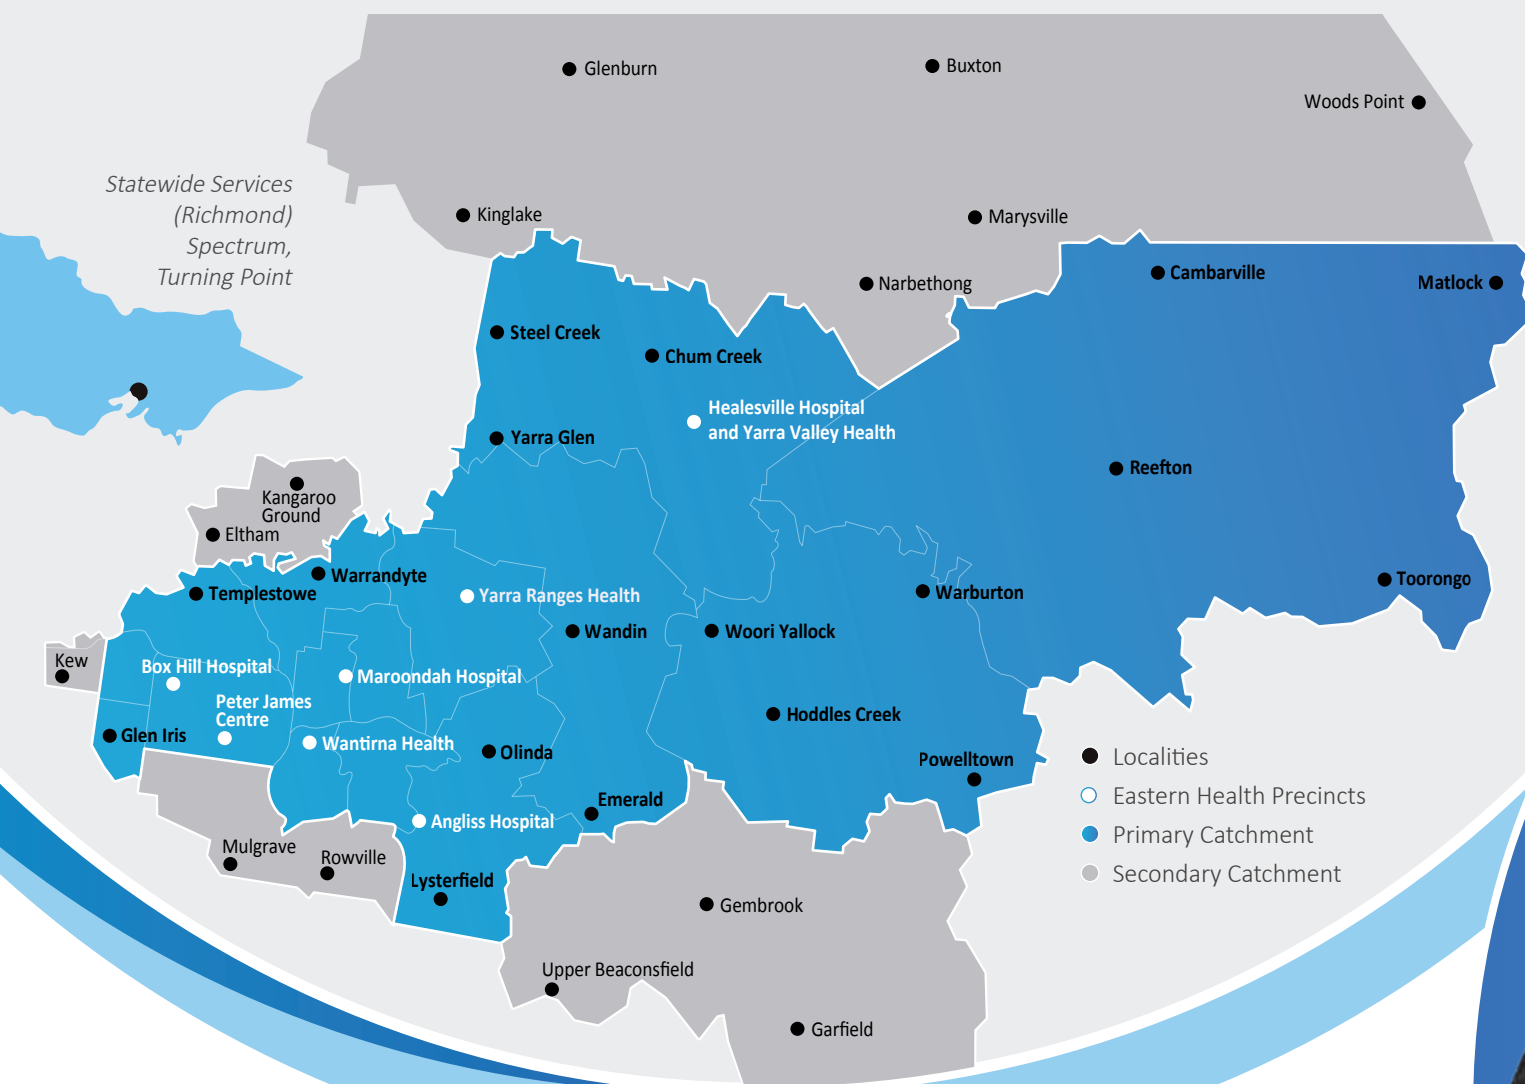 Glenburn
Buxton
Woods Point
Statewide Services
(Richmond)
Spectrum,
Turning Point
Kinglake
Marysville
Narbethong
Cambarville
Matlock
Steel Creek
Chum Creek
Healesville Hospital
and Yarra Valley Health
Yarra Glen
Reefton
Kangaroo
Ground
Eltham
Warrandyte
Templestowe
Yarra Ranges Health
Warburton
Toorongo
Wandin
Woori Yallock
Kew
Box Hill Hospital
Maroondah Hospital
Peter James
Centre
Hoddles Creek
Glen Iris
Wantirna Health
Olinda
Powelltown
Localities
Eastern Health Precincts
Primary Catchment
Secondary Catchment
Emerald
Angliss Hospital
Mulgrave
Rowville
Lysterfield
Gembrook
Upper Beaconsfield
Garfield